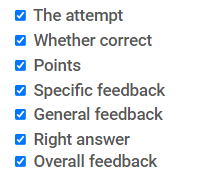 The attempt
Whether correct
Points
Specific feedback
General feedback
Right answer
Overall feedback